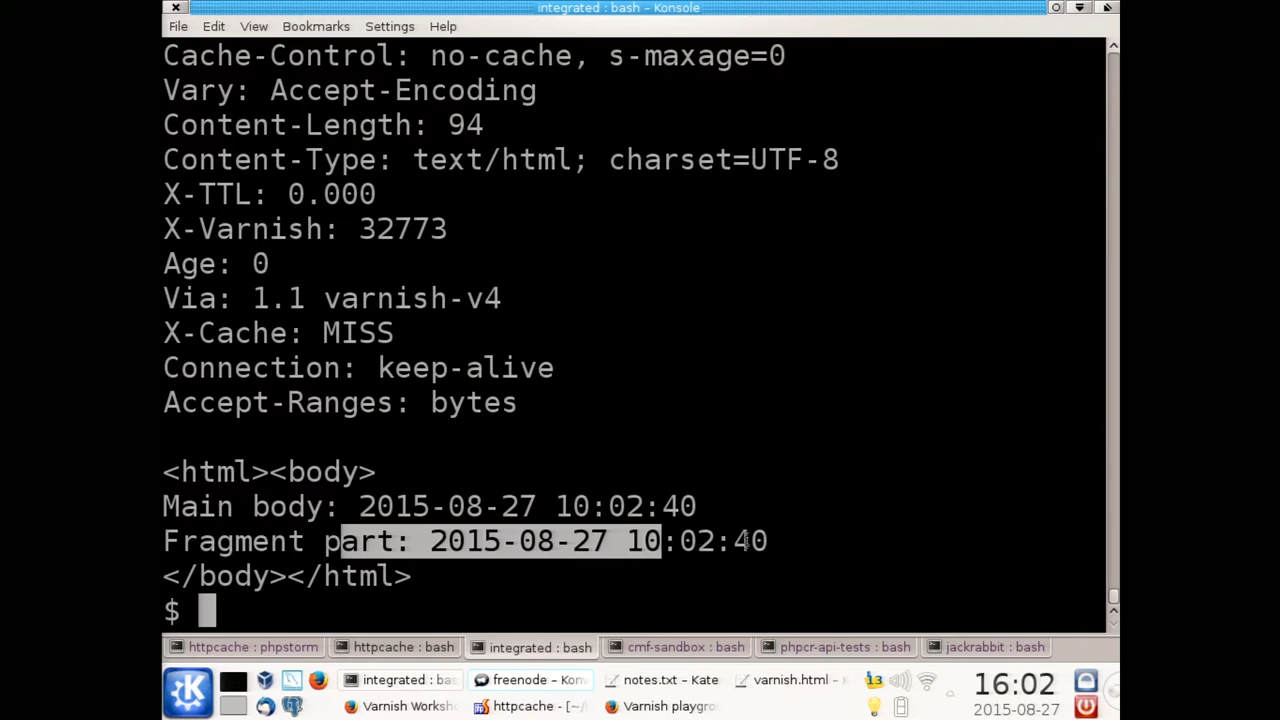 integrated : bash – Konsole
File Edit View Bookmarks Settings Help
Cache-Control: no-cache, s-maxage=0
Vary: Accept-Encoding
Content-Length: 94
Content-Type: text/html; charset=UTF-8
X-TTL: 0.000
X-Varnish: 32773
Age: 0
Via: 1.1 varnish-v4
X-Cache: MISS
Connection: keep-alive
Accept-Ranges: bytes
<html><body>
Main body: 2015-08-27 10:02:40
Fragment part: 2015-08-27 10:02:40
</body></html>
$
httpcache : phpstorm httpcache : bash integrated : bash cmf-sandbox : bash phpcr-api-tests : bash jackrabbit : bash
integrated : bas freenode – Kon notes.txt – Kate varnish.html – 13 16:02
Varnish Worksh httpcache - [~/ Varnish playgro 2015-08-27